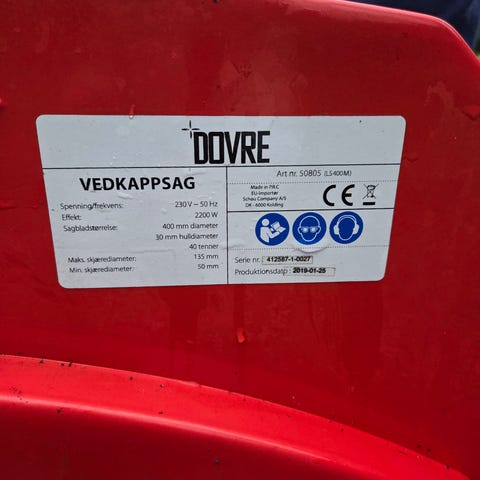 DOVRE
VEDKAPPSAG
Art nr. 50805 (LS400M)
Spenning/frekvens: 230 V – 50 Hz
Effekt: 2200 W
Sagbladstørrelse: 400 mm diameter
30 mm hulldiameter
40 tenner
Maks. skjærediameter: 135 mm
Min. skjærediameter: 50 mm
Made in P.R.C
EU-Importør
Schou Company A/S
DK - 6000 Kolding
CE
Serie nr. 412587-1-0027
Produktionsdato: 2019-01-25